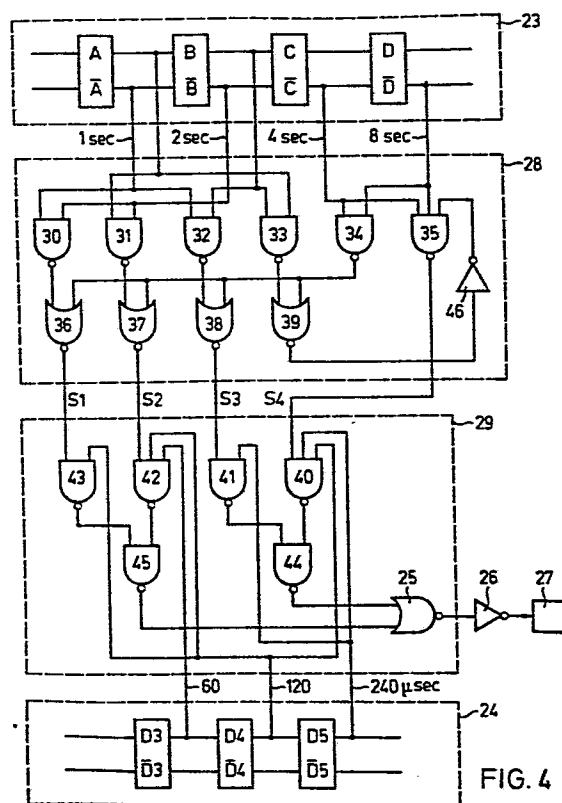 23
A B C D
A̅ B̅ C̅ D̅
1 sec 2 sec 4 sec 8 sec
28
30 31 32 33 34 35
36 37 38 39 46
S1 S2 S3 S4
29
43 42 41 40
45 44 25 26 27
60 120 240 μsec
24
D3 D4 D5
D̅3 D̅4 D̅5
FIG. 4